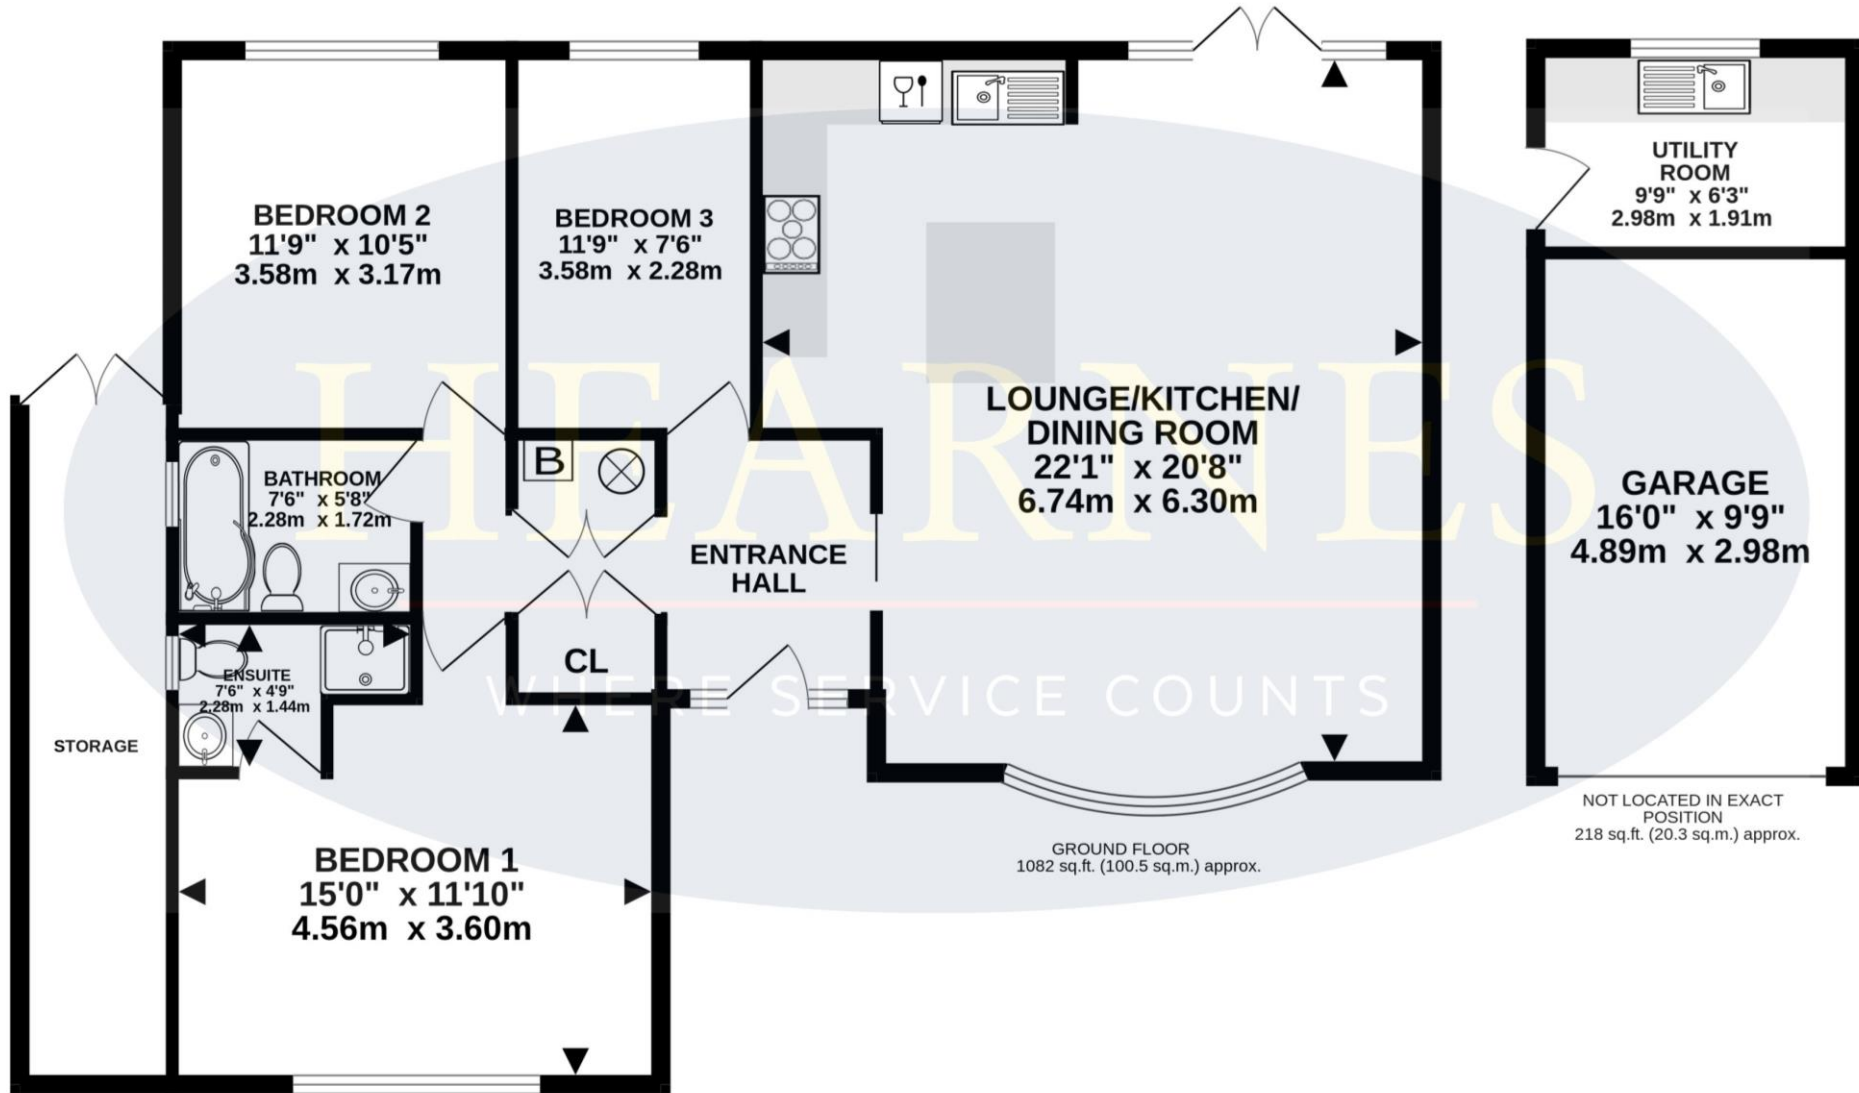 BEDROOM 2
11'9" x 10'5"
3.58m x 3.17m
BEDROOM 3
11'9" x 7'6"
3.58m x 2.28m
LOUNGE/KITCHEN/
DINING ROOM
22'1" x 20'8"
6.74m x 6.30m
UTILITY
ROOM
9'9" x 6'3"
2.98m x 1.91m
BATHROOM
7'6" x 5'8"
2.28m x 1.72m
B
ENTRANCE
HALL
CL
ENSUITE
7'6" x 4'9"
2.28m x 1.44m
STORAGE
BEDROOM 1
15'0" x 11'10"
4.56m x 3.60m
GARAGE
16'0" x 9'9"
4.89m x 2.98m
HEARNES
WHERE SERVICE COUNTS
GROUND FLOOR
1082 sq.ft. (100.5 sq.m.) approx.
NOT LOCATED IN EXACT
POSITION
218 sq.ft. (20.3 sq.m.) approx.